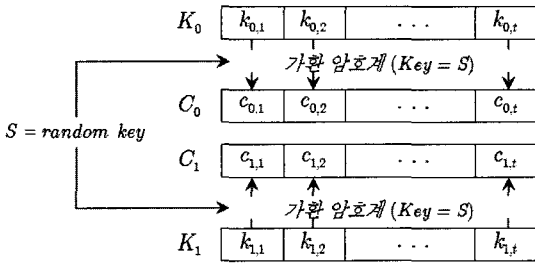 K₀ k₀,₁ k₀,₂ · · · k₀,ₜ
가환 암호계 (Key = S)
C₀ c₀,₁ c₀,₂ · · · c₀,ₜ
S = random key
C₁ c₁,₁ c₁,₂ · · · c₁,ₜ
가환 암호계 (Key = S)
K₁ k₁,₁ k₁,₂ · · · k₁,ₜ